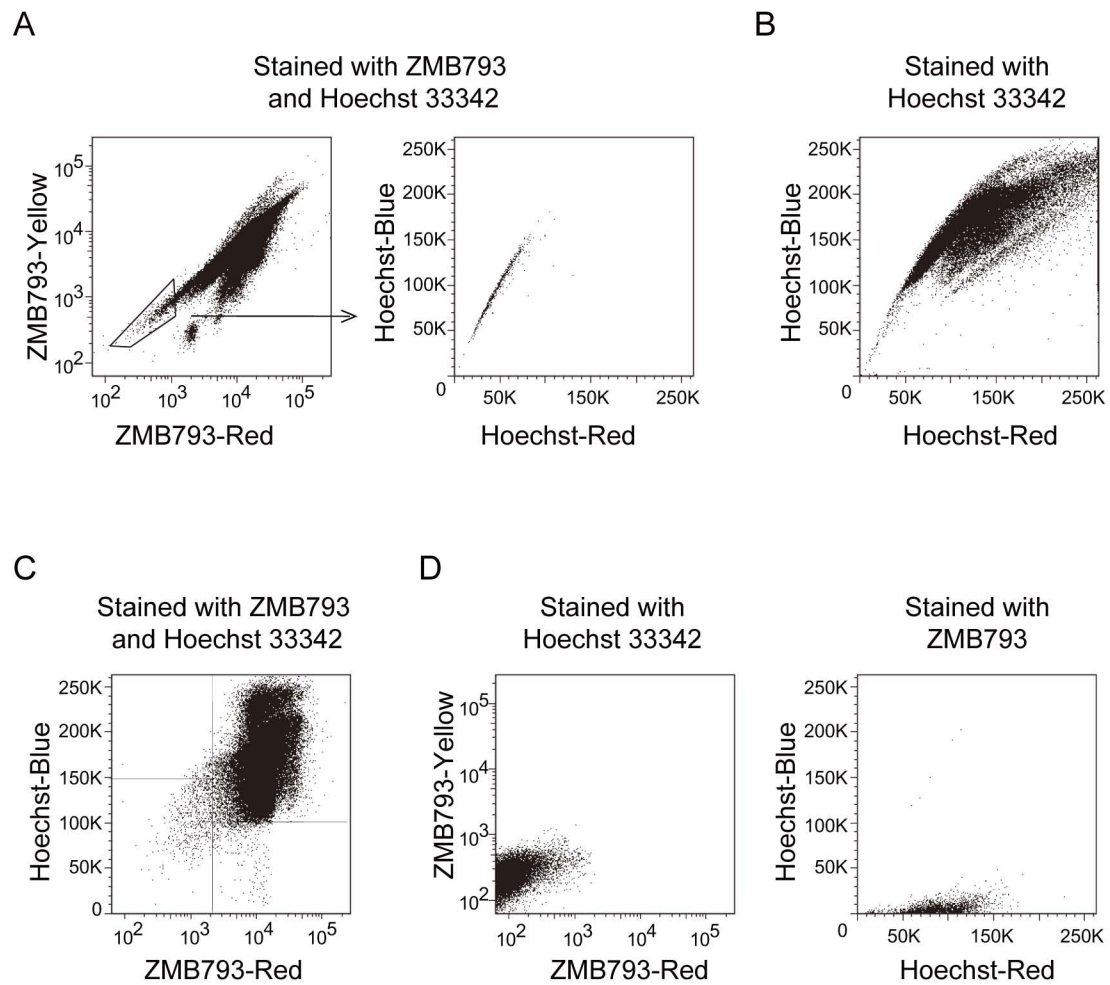 A
Stained with ZMB793
and Hoechst 33342
ZMB793-Yellow
10^5
10^4
10^3
10^2
10^2 10^3 10^4 10^5
ZMB793-Red
Hoechst-Blue
250K
200K
150K
100K
50K
0
50K 150K 250K
Hoechst-Red
B
Stained with
Hoechst 33342
Hoechst-Blue
250K
200K
150K
100K
50K
0
50K 150K 250K
Hoechst-Red
C
Stained with ZMB793
and Hoechst 33342
Hoechst-Blue
250K
200K
150K
100K
50K
0
10^2 10^3 10^4 10^5
ZMB793-Red
D
Stained with
Hoechst 33342
ZMB793-Yellow
10^5
10^4
10^3
10^2
10^2 10^3 10^4 10^5
ZMB793-Red
Stained with
ZMB793
Hoechst-Blue
250K
200K
150K
100K
50K
0
50K 150K 250K
Hoechst-Red